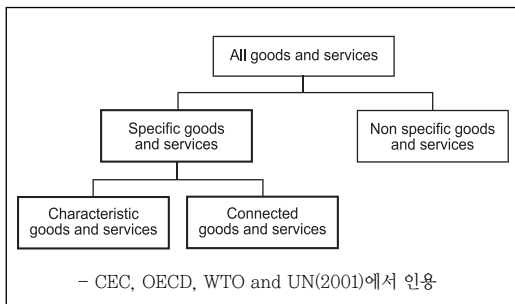 All goods and services
Specific goods
and services
Non specific goods
and services
Characteristic
goods and services
Connected
goods and services
- CEC, OECD, WTO and UN(2001)에서 인용